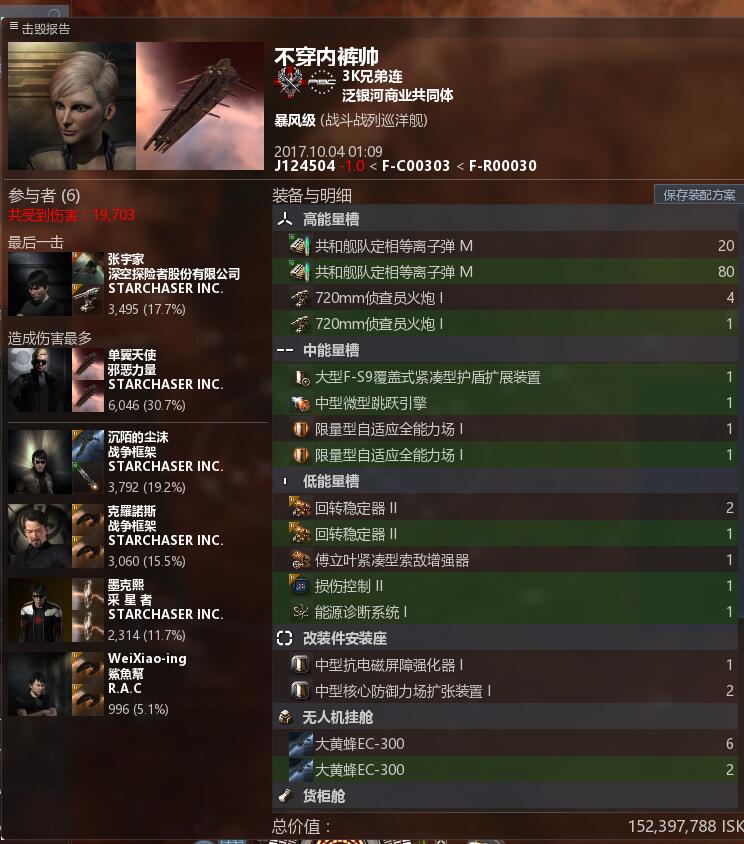 击毁报告
不穿内裤帅
3K兄弟连
泛银河商业共同体
暴风级 (战斗战列巡洋舰)
2017.10.04 01:09
J124504 -1.0 < F-C00303 < F-R00030
参与者 (6)
共受到伤害：19,703
最后一击
张宇家
深空探险者股份有限公司
STARCHASER INC.
3,495 (17.7%)
造成伤害最多
单翼天使
邪恶力量
STARCHASER INC.
6,046 (30.7%)
沉陌的尘沫
战争框架
STARCHASER INC.
3,792 (19.2%)
克羅諾斯
战争框架
STARCHASER INC.
3,060 (15.5%)
墨克熙
采 星 者
STARCHASER INC.
2,314 (11.7%)
WeiXiao-ing
鯊魚幫
R.A.C
996 (5.1%)
装备与明细
保存装配方案
高能量槽
共和舰队定相等离子弹 M 20
共和舰队定相等离子弹 M 80
720mm侦查员火炮 I 4
720mm侦查员火炮 I 1
中能量槽
大型F-S9覆盖式紧凑型护盾扩展装置 1
中型微型跳跃引擎 1
限量型自适应全能力场 I 1
限量型自适应全能力场 I 1
低能量槽
回转稳定器 II 2
回转稳定器 II 1
傅立叶紧凑型索敌增强器 1
损伤控制 II 1
能源诊断系统 I 1
改装件安装座
中型抗电磁屏障强化器 I 1
中型核心防御力场扩张装置 I 2
无人机挂舱
大黄蜂EC-300 6
大黄蜂EC-300 2
货柜舱
总价值： 152,397,788 ISK